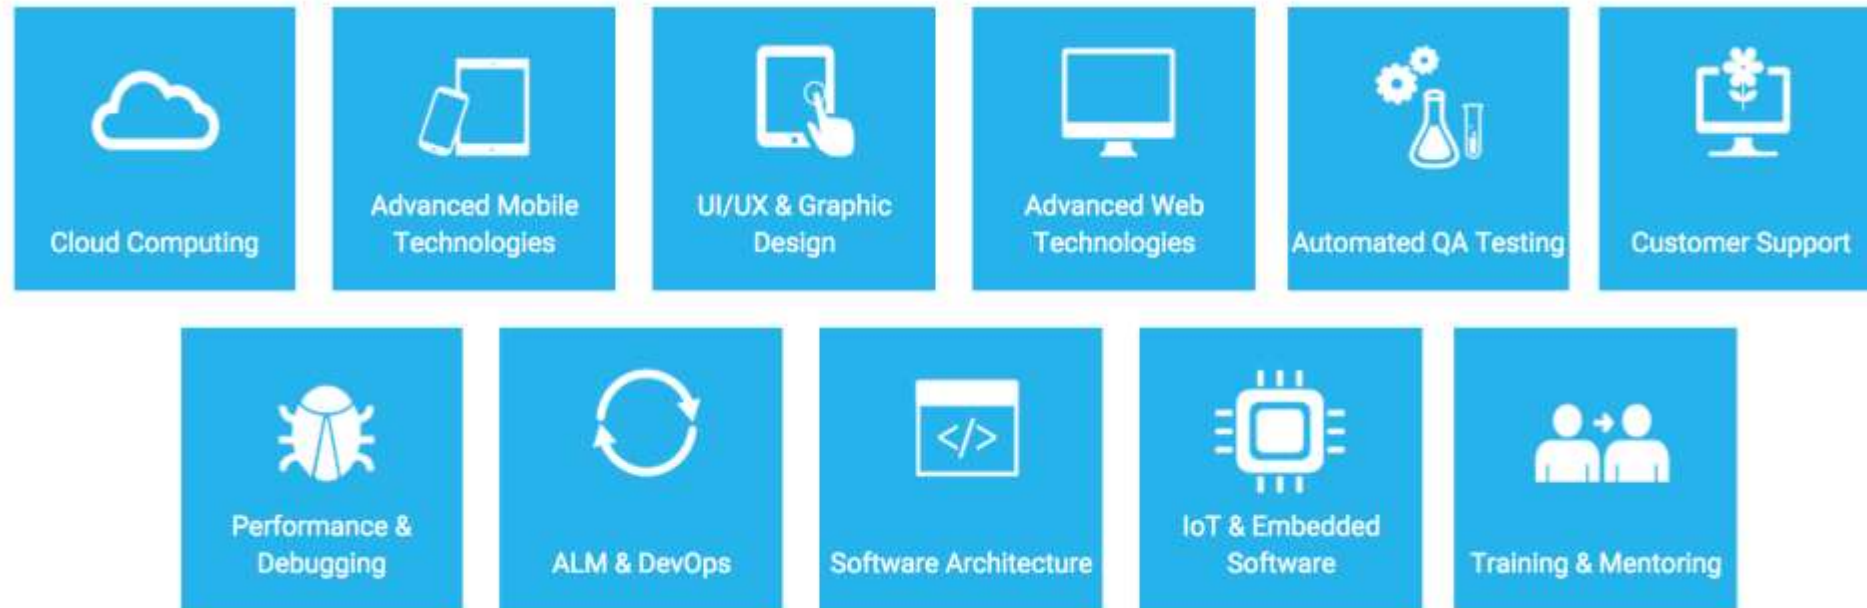 Cloud Computing
Advanced Mobile
Technologies
UI/UX & Graphic
Design
Advanced Web
Technologies
Automated QA Testing
Customer Support
Performance &
Debugging
ALM & DevOps
</>
Software Architecture
IoT & Embedded
Software
Training & Mentoring